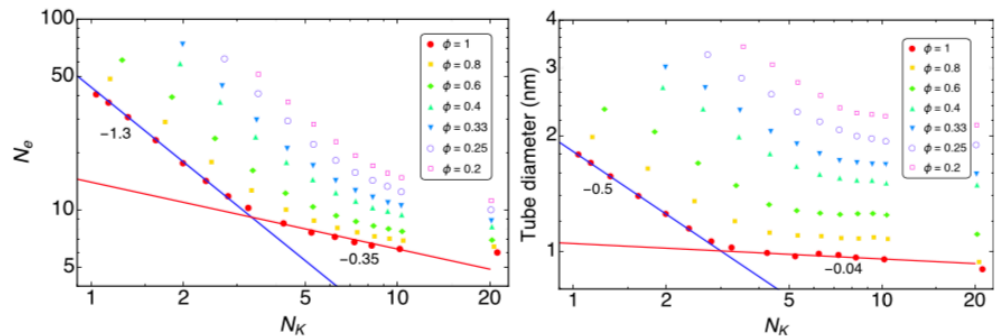 100
50
10
5
N_e
−1.3
−0.35
ϕ = 1
ϕ = 0.8
ϕ = 0.6
ϕ = 0.4
ϕ = 0.33
ϕ = 0.25
ϕ = 0.2
1 2 5 10 20
N_K
4
3
2
1
Tube diameter (nm)
−0.5
−0.04
ϕ = 1
ϕ = 0.8
ϕ = 0.6
ϕ = 0.4
ϕ = 0.33
ϕ = 0.25
ϕ = 0.2
1 2 5 10 20
N_K